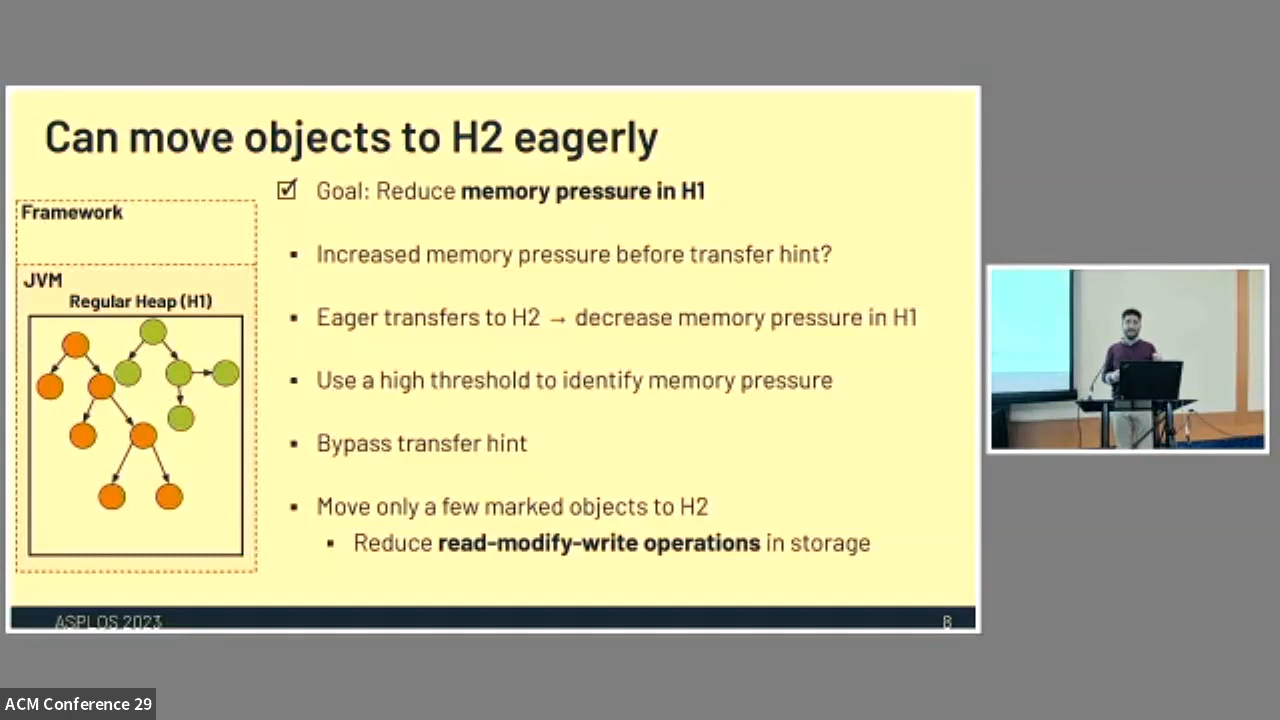 Can move objects to H2 eagerly
Goal: Reduce memory pressure in H1
Framework
Increased memory pressure before transfer hint?
JVM
Regular Heap (H1)
Eager transfers to H2 → decrease memory pressure in H1
Use a high threshold to identify memory pressure
Bypass transfer hint
Move only a few marked objects to H2
Reduce read-modify-write operations in storage
ASPLOS 2023
8
ACM Conference 29